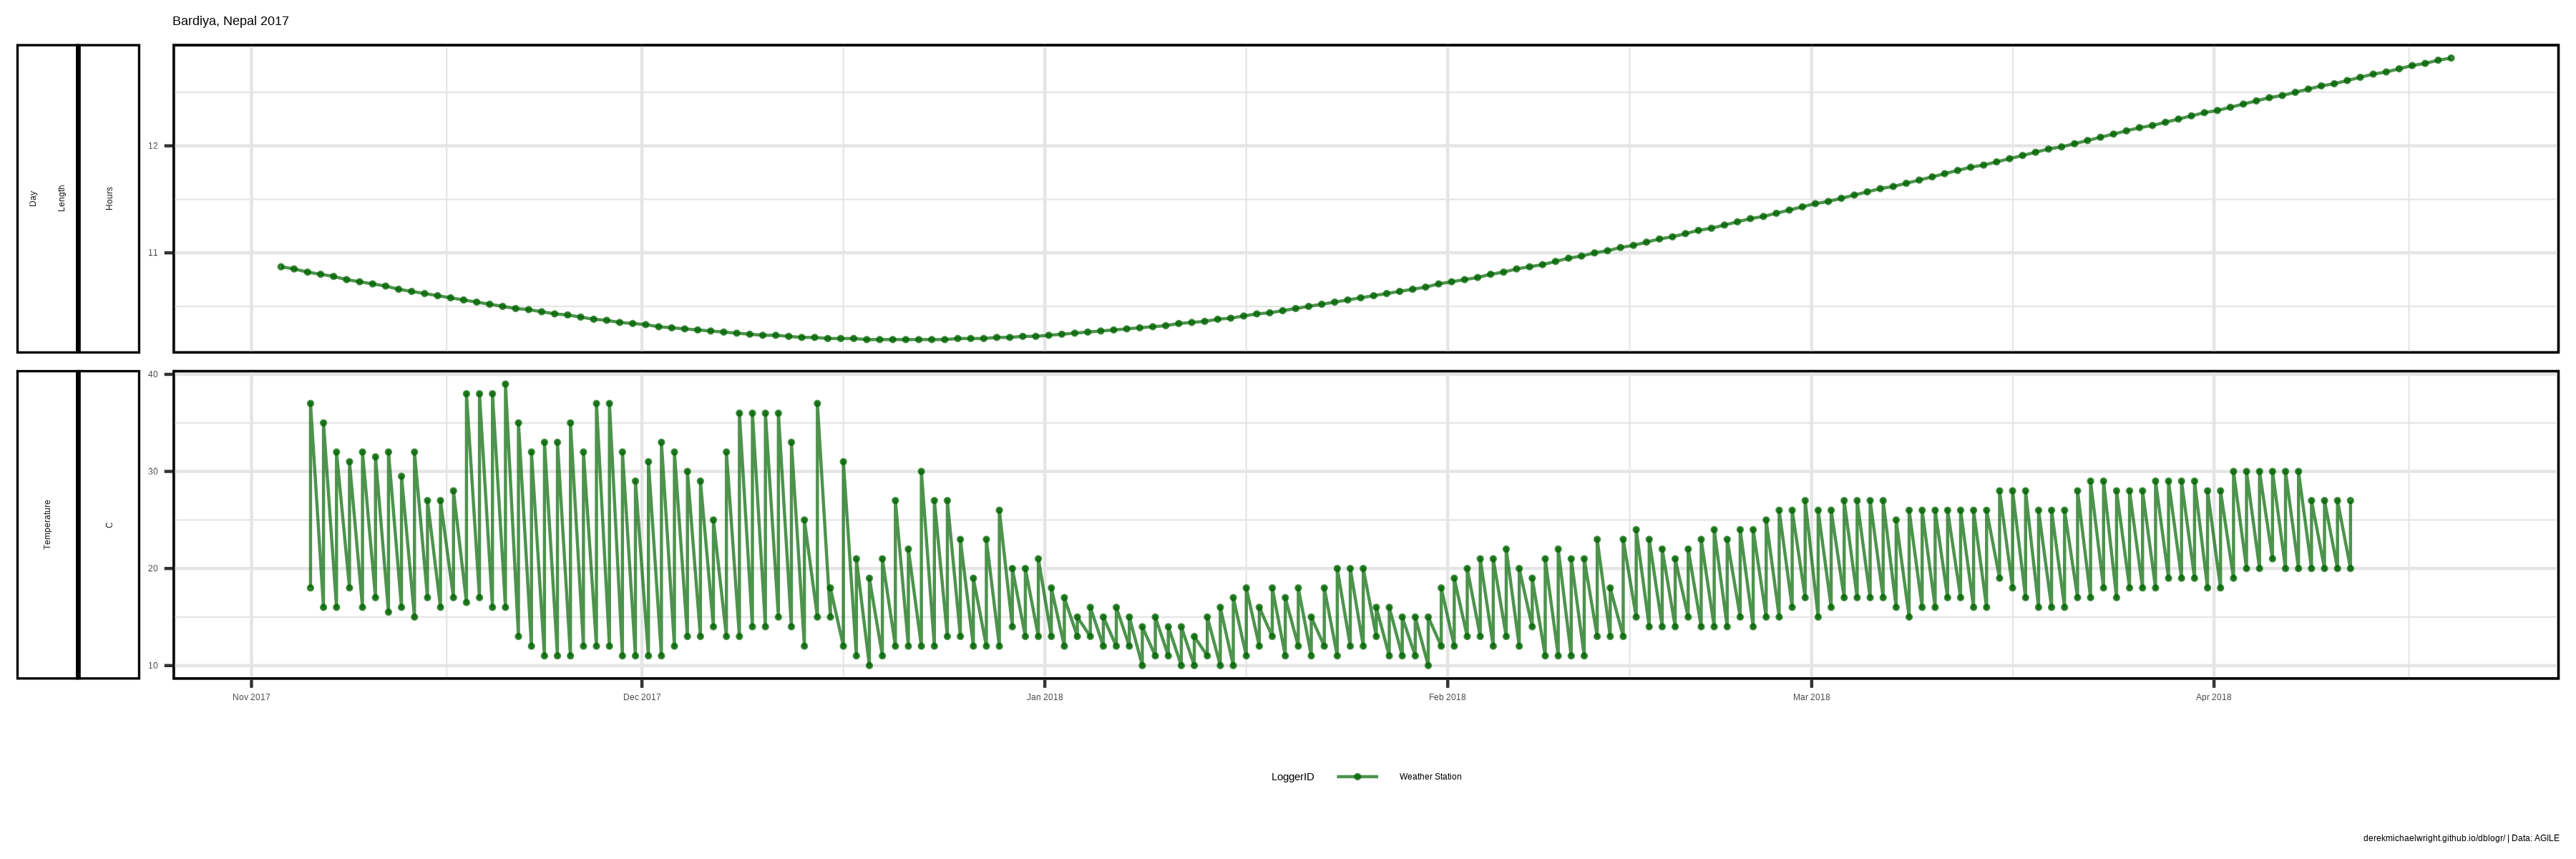 Bardiya, Nepal 2017
Day
Length
Hours
12
11
Temperature
C
40
30
20
10
Nov 2017
Dec 2017
Jan 2018
Feb 2018
Mar 2018
Apr 2018
LoggerID
Weather Station
derekmichaelwright.github.io/dblogr/ | Data: AGILE